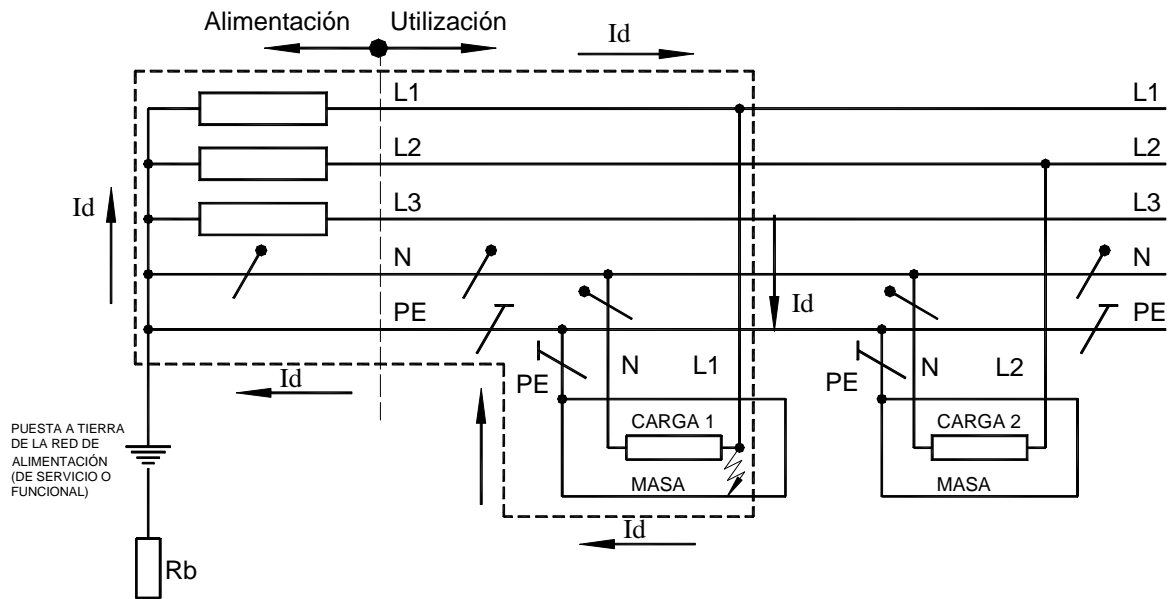 Alimentación
Utilización
Id
L1
L1
L2
L2
Id
L3
L3
N
N
PE
Id
PE
Id
PE
N
L1
PE
N
L2
CARGA 1
CARGA 2
PUESTA A TIERRA
DE LA RED DE
ALIMENTACIÓN
(DE SERVICIO O
FUNCIONAL)
MASA
MASA
Id
Rb